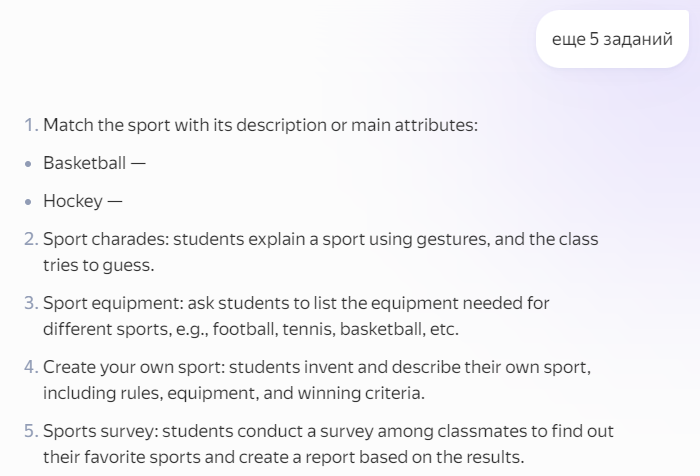 еще 5 заданий
1. Match the sport with its description or main attributes:
• Basketball —
• Hockey —
2. Sport charades: students explain a sport using gestures, and the class
tries to guess.
3. Sport equipment: ask students to list the equipment needed for
different sports, e.g., football, tennis, basketball, etc.
4. Create your own sport: students invent and describe their own sport,
including rules, equipment, and winning criteria.
5. Sports survey: students conduct a survey among classmates to find out
their favorite sports and create a report based on the results.